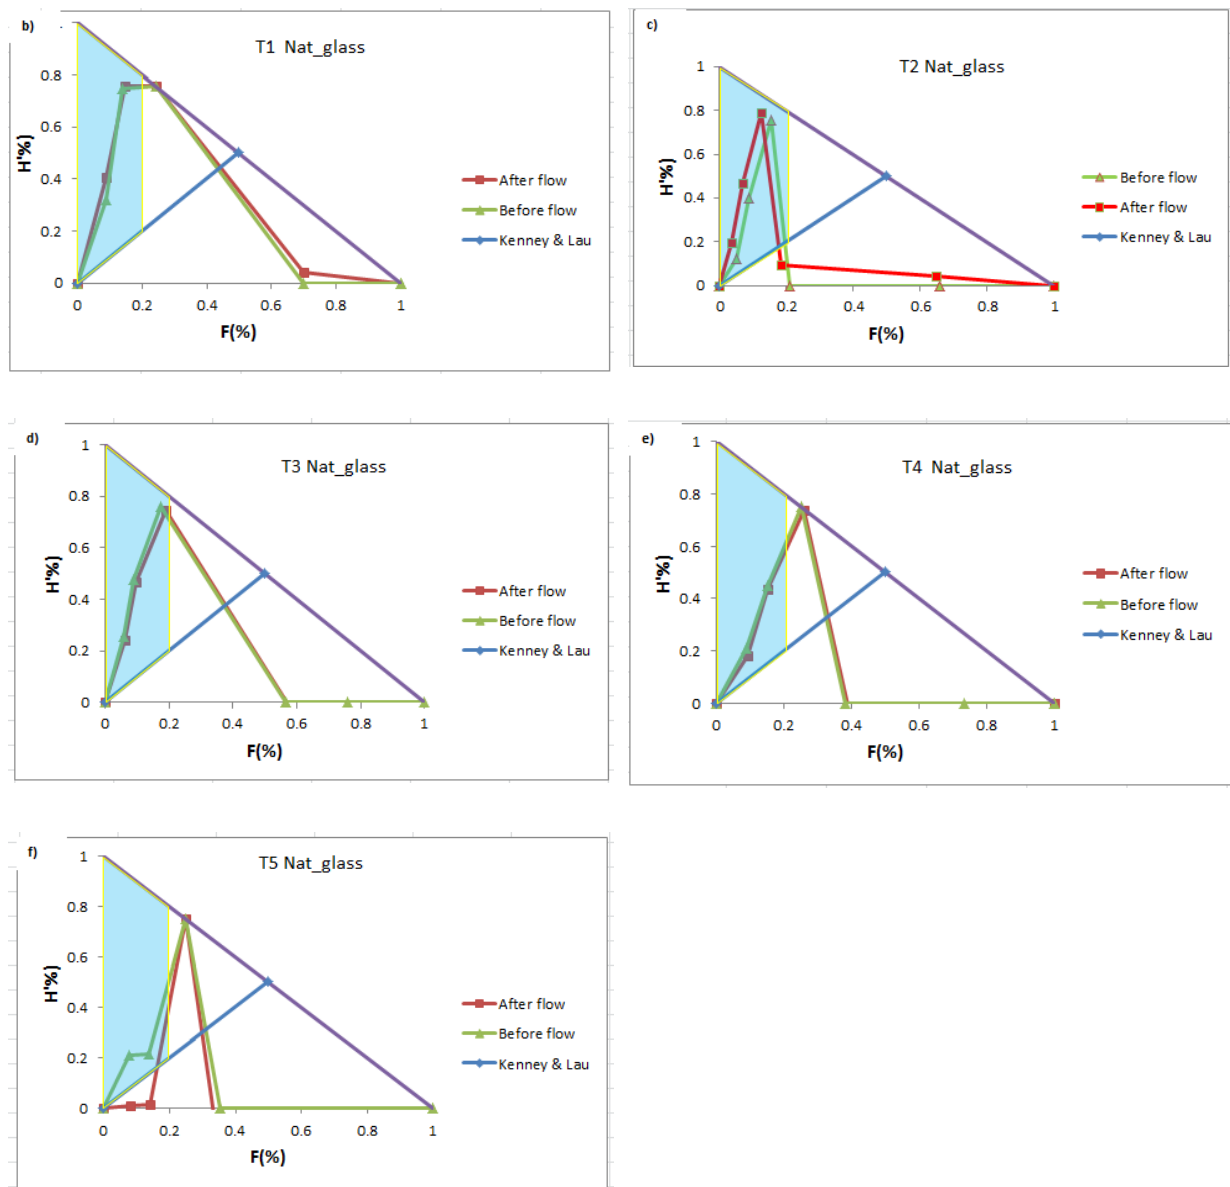 b)
T1 Nat_glass
H'%)
0.8
0.6
0.4
0.2
0
0 0.2 0.4 0.6 0.8 1
F(%)
After flow
Before flow
Kenney & Lau
c)
T2 Nat_glass
H'%)
1
0.8
0.6
0.4
0.2
0
0 0.2 0.4 0.6 0.8 1
F(%)
Before flow
After flow
Kenney & Lau
d)
T3 Nat_glass
H'%)
1
0.8
0.6
0.4
0.2
0
0 0.2 0.4 0.6 0.8 1
F(%)
After flow
Before flow
Kenney & Lau
e)
T4 Nat_glass
H'%)
1
0.8
0.6
0.4
0.2
0
0 0.2 0.4 0.6 0.8 1
F(%)
After flow
Before flow
Kenney & Lau
f)
T5 Nat_glass
H'%)
1
0.8
0.6
0.4
0.2
0
0 0.2 0.4 0.6 0.8 1
F(%)
After flow
Before flow
Kenney & Lau